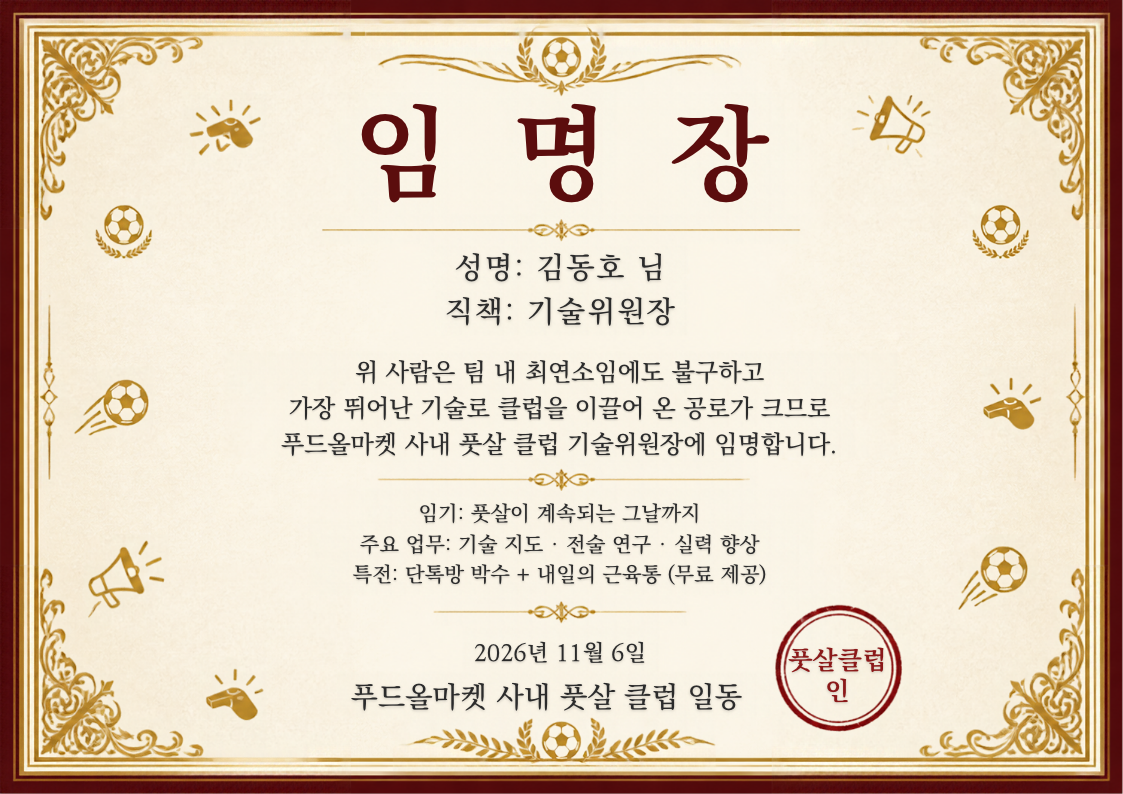 임 명 장
성명: 김동호 님
직책: 기술위원장
위 사람은 팀 내 최연소임에도 불구하고
가장 뛰어난 기술로 클럽을 이끌어 온 공로가 크므로
푸드올마켓 사내 풋살 클럽 기술위원장에 임명합니다.
임기: 풋살이 계속되는 그날까지
주요 업무: 기술 지도 · 전술 연구 · 실력 향상
특전: 단톡방 박수 + 내일의 근육통 (무료 제공)
2026년 11월 6일
푸드올마켓 사내 풋살 클럽 일동
풋살클럽
인